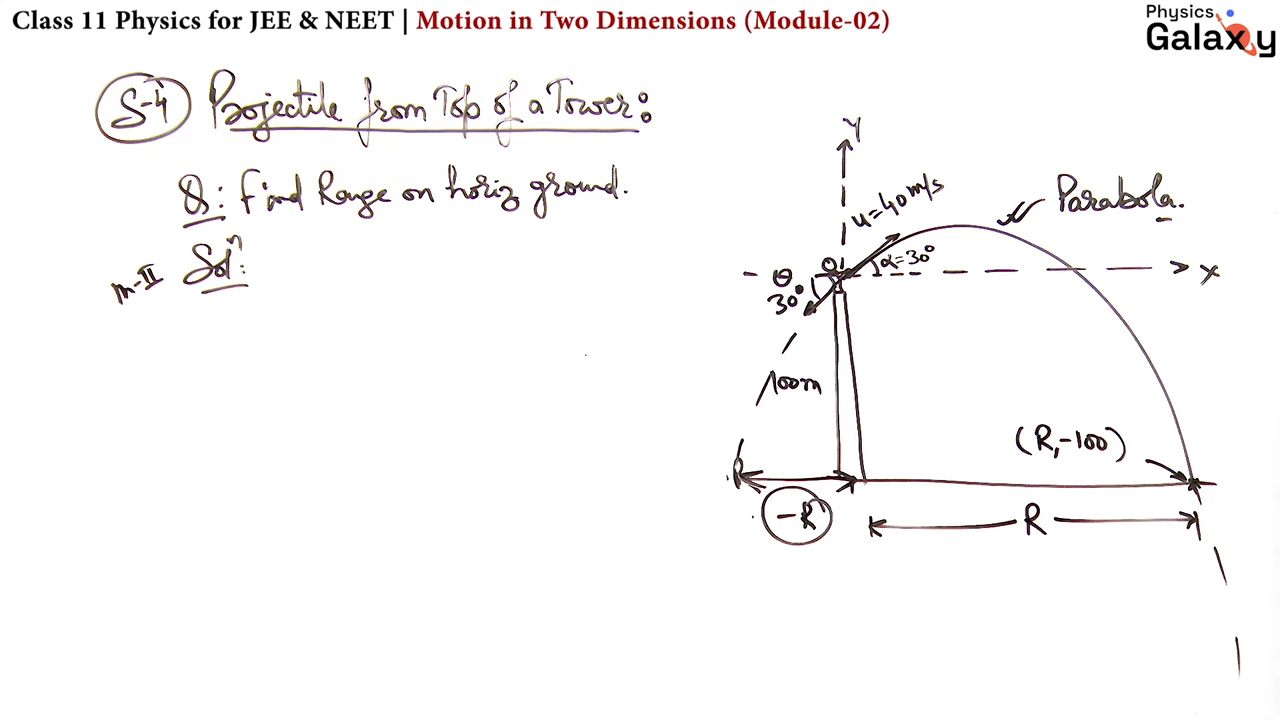 Class 11 Physics for JEE & NEET | Motion in Two Dimensions (Module-02)
Physics
Galaxy
S-4 Projectile from Top of a Tower:
Q: Find Range on horiz ground.
m-II Solⁿ:
y
u=40m/s
Parabola.
α=30°
x
θ
30°
100m
(R,-100)
-R
R